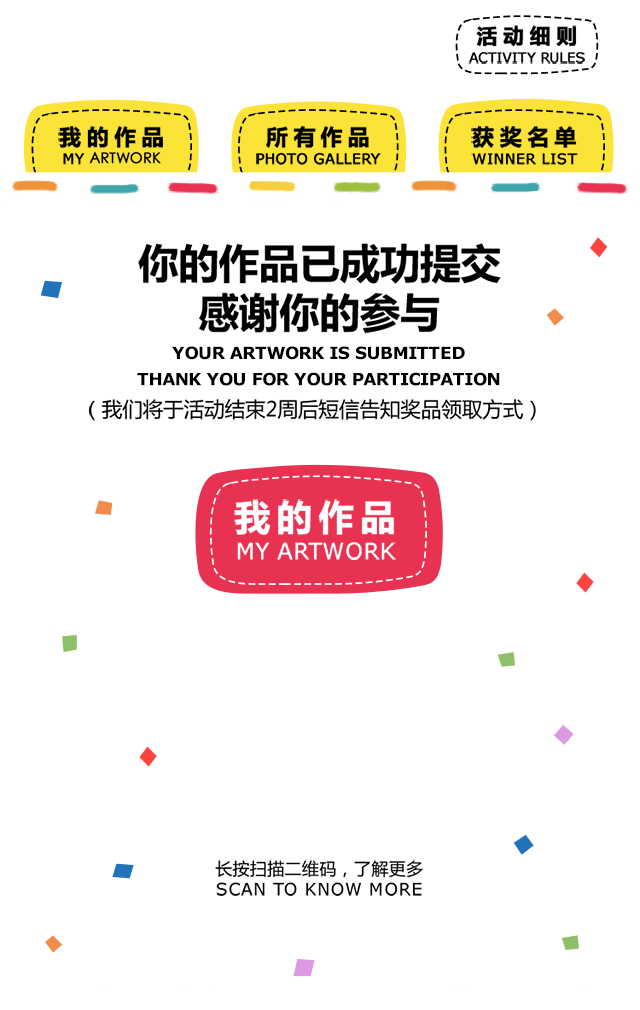 活动细则
ACTIVITY RULES
我的作品
MY ARTWORK
所有作品
PHOTO GALLERY
获奖名单
WINNER LIST
你的作品已成功提交
感谢你的参与
YOUR ARTWORK IS SUBMITTED
THANK YOU FOR YOUR PARTICIPATION
（我们将于活动结束2周后短信告知奖品领取方式）
我的作品
MY ARTWORK
长按扫描二维码，了解更多
SCAN TO KNOW MORE